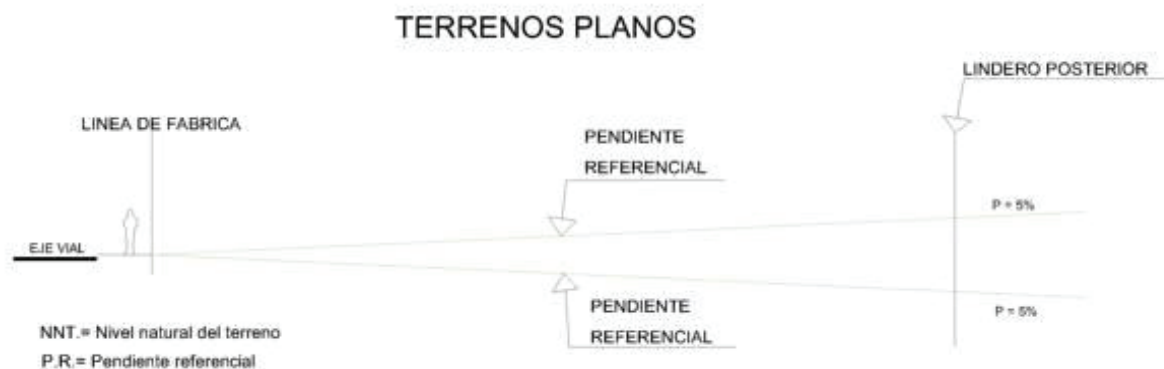 TERRENOS PLANOS
LINDERO POSTERIOR
LINEA DE FABRICA
PENDIENTE
REFERENCIAL
P = 5%
EJE VIAL
PENDIENTE
REFERENCIAL
P = 5%
NNT.= Nivel natural del terreno
P.R.= Pendiente referencial